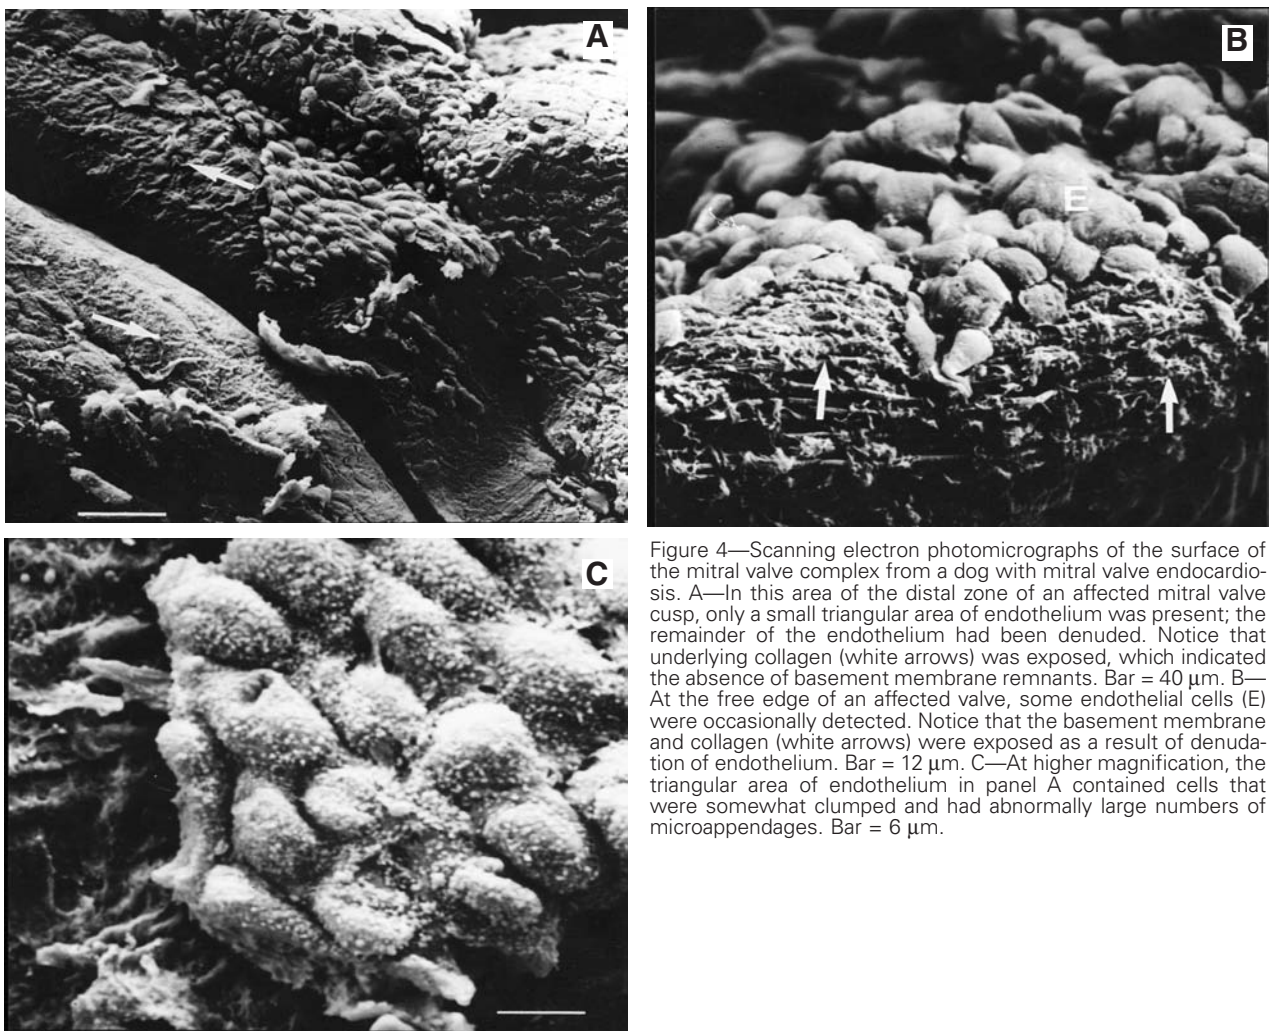 A
B
E
C
Figure 4—Scanning electron photomicrographs of the surface of
the mitral valve complex from a dog with mitral valve endocardio-
sis. A—In this area of the distal zone of an affected mitral valve
cusp, only a small triangular area of endothelium was present; the
remainder of the endothelium had been denuded. Notice that
underlying collagen (white arrows) was exposed, which indicated
the absence of basement membrane remnants. Bar = 40 μm. B—
At the free edge of an affected valve, some endothelial cells (E)
were occasionally detected. Notice that the basement membrane
and collagen (white arrows) were exposed as a result of denuda-
tion of endothelium. Bar = 12 μm. C—At higher magnification, the
triangular area of endothelium in panel A contained cells that
were somewhat clumped and had abnormally large numbers of
microappendages. Bar = 6 μm.